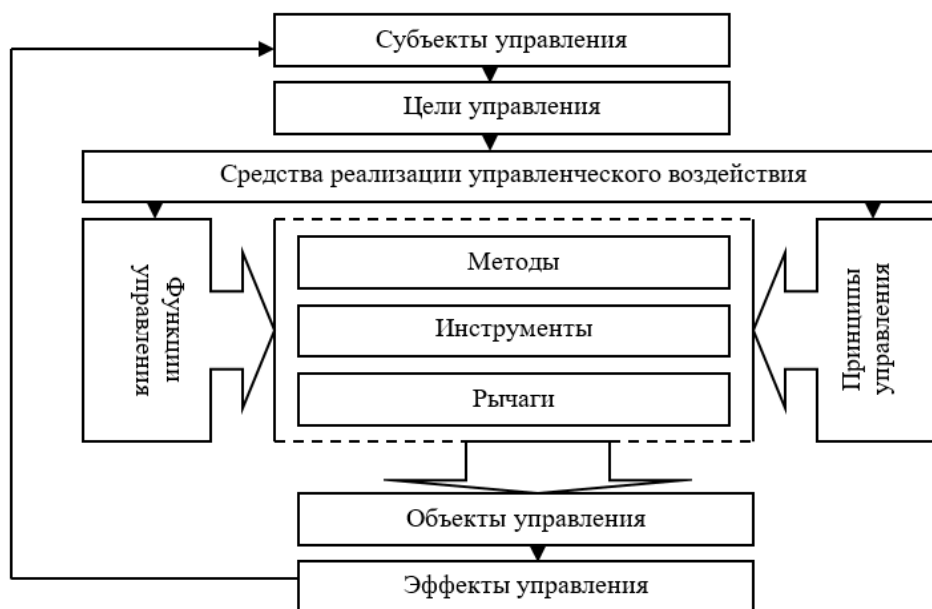 Субъекты управления
Цели управления
Средства реализации управленческого воздействия
Функции
управления
Методы
Инструменты
Рычаги
Принципы
управления
Объекты управления
Эффекты управления